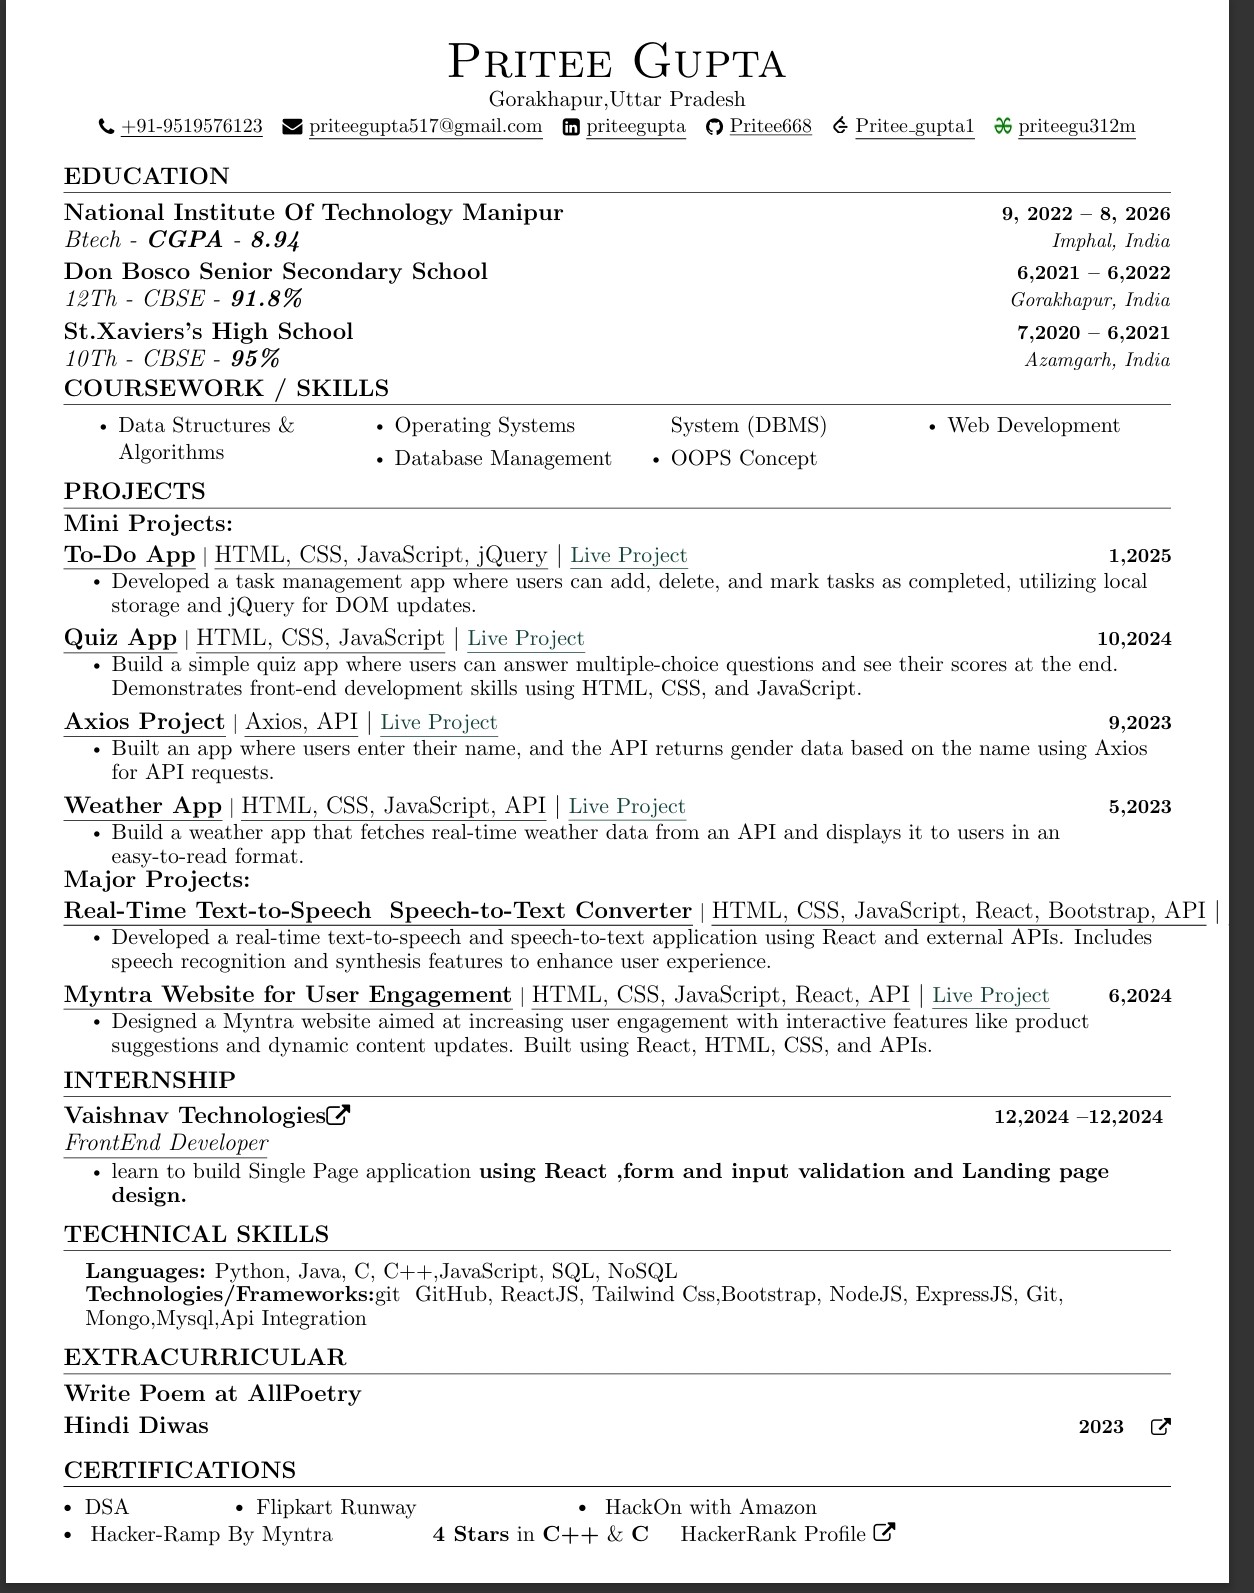 Pritee Gupta
Gorakhapur,Uttar Pradesh
+91-9519576123 priteegupta517@gmail.com priteegupta Pritee668 Pritee_gupta1 priteegu312m
EDUCATION
National Institute Of Technology Manipur 9, 2022 – 8, 2026
Btech - CGPA - 8.94 Imphal, India
Don Bosco Senior Secondary School 6,2021 – 6,2022
12Th - CBSE - 91.8% Gorakhapur, India
St.Xaviers's High School 7,2020 – 6,2021
10Th - CBSE - 95% Azamgarh, India
COURSEWORK / SKILLS
• Data Structures & Algorithms
• Operating Systems
• Database Management System (DBMS)
• OOPS Concept
• Web Development
PROJECTS
Mini Projects:
To-Do App | HTML, CSS, JavaScript, jQuery | Live Project 1,2025
• Developed a task management app where users can add, delete, and mark tasks as completed, utilizing local
storage and jQuery for DOM updates.
Quiz App | HTML, CSS, JavaScript | Live Project 10,2024
• Build a simple quiz app where users can answer multiple-choice questions and see their scores at the end.
Demonstrates front-end development skills using HTML, CSS, and JavaScript.
Axios Project | Axios, API | Live Project 9,2023
• Built an app where users enter their name, and the API returns gender data based on the name using Axios
for API requests.
Weather App | HTML, CSS, JavaScript, API | Live Project 5,2023
• Build a weather app that fetches real-time weather data from an API and displays it to users in an
easy-to-read format.
Major Projects:
Real-Time Text-to-Speech Speech-to-Text Converter | HTML, CSS, JavaScript, React, Bootstrap, API |
• Developed a real-time text-to-speech and speech-to-text application using React and external APIs. Includes
speech recognition and synthesis features to enhance user experience.
Myntra Website for User Engagement | HTML, CSS, JavaScript, React, API | Live Project 6,2024
• Designed a Myntra website aimed at increasing user engagement with interactive features like product
suggestions and dynamic content updates. Built using React, HTML, CSS, and APIs.
INTERNSHIP
Vaishnav Technologies 12,2024 –12,2024
FrontEnd Developer
• learn to build Single Page application using React ,form and input validation and Landing page
design.
TECHNICAL SKILLS
Languages: Python, Java, C, C++,JavaScript, SQL, NoSQL
Technologies/Frameworks:git GitHub, ReactJS, Tailwind Css,Bootstrap, NodeJS, ExpressJS, Git,
Mongo,Mysql,Api Integration
EXTRACURRICULAR
Write Poem at AllPoetry
Hindi Diwas 2023
CERTIFICATIONS
• DSA • Flipkart Runway • HackOn with Amazon
• Hacker-Ramp By Myntra 4 Stars in C++ & C HackerRank Profile